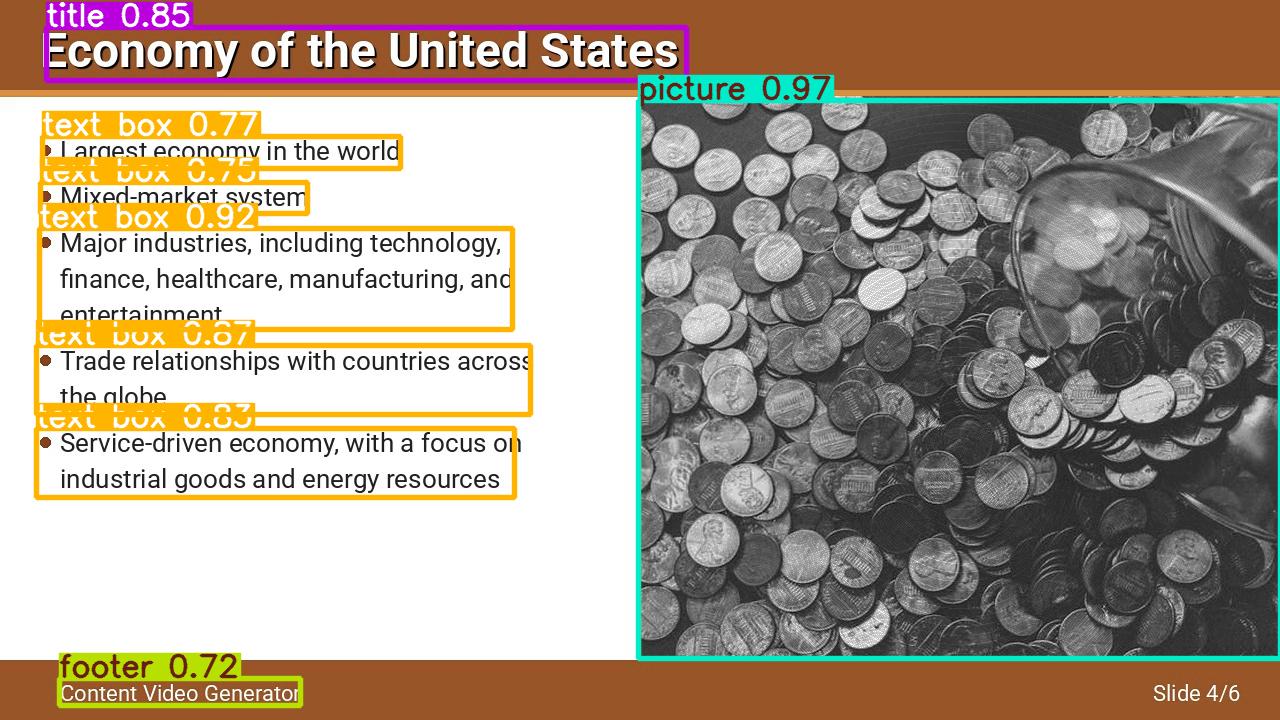 title 0.85
Economy of the United States
picture 0.97
text box 0.77
Largest economy in the world
text box 0.75
Mixed-market system
text box 0.92
Major industries, including technology,
finance, healthcare, manufacturing, and
entertainment
text box 0.87
Trade relationships with countries across
the globe
text box 0.83
Service-driven economy, with a focus on
industrial goods and energy resources
footer 0.72
Content Video Generator
Slide 4/6